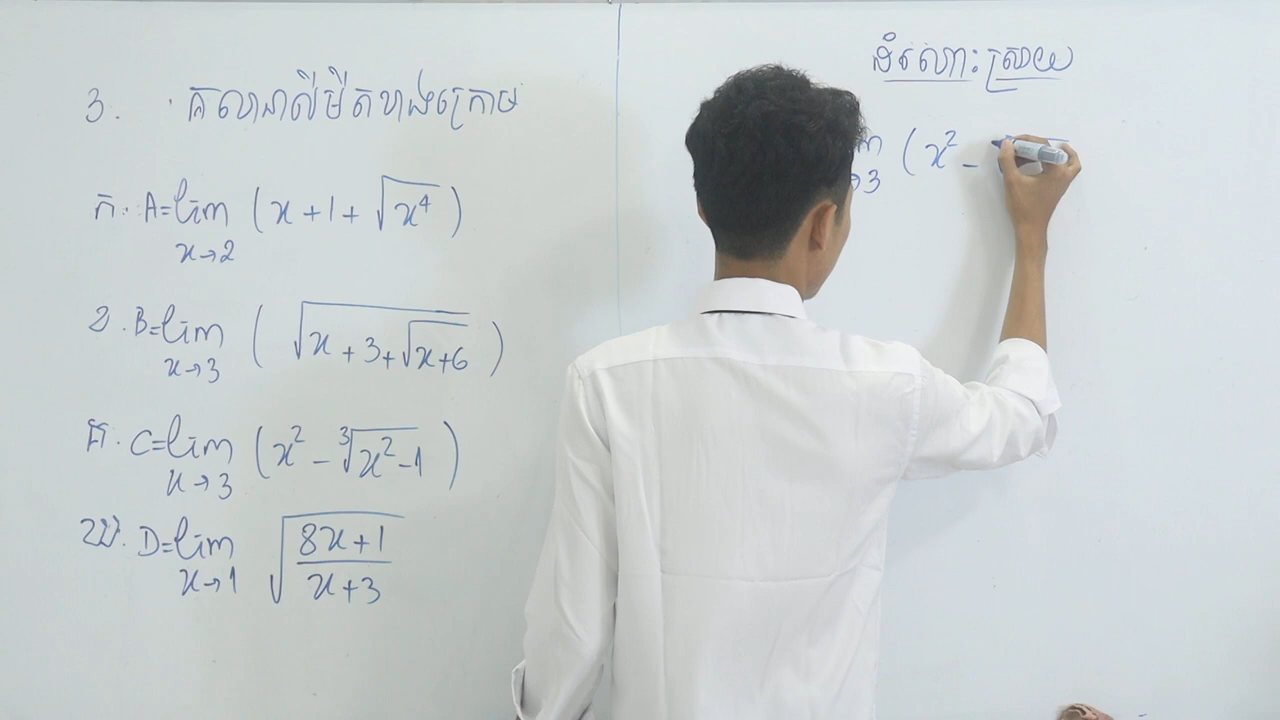 3. គណនាលីមីតខាងក្រោម
ក. A=lim (x+1+√x⁴)
x→2
ខ. B=lim (√x+3+√x+6)
x→3
គ. C=lim (x² - ³√x²-1)
x→3
ឃ. D=lim √8x+1/x+3
x→1
ដំណោះស្រាយ
(x² -
→3